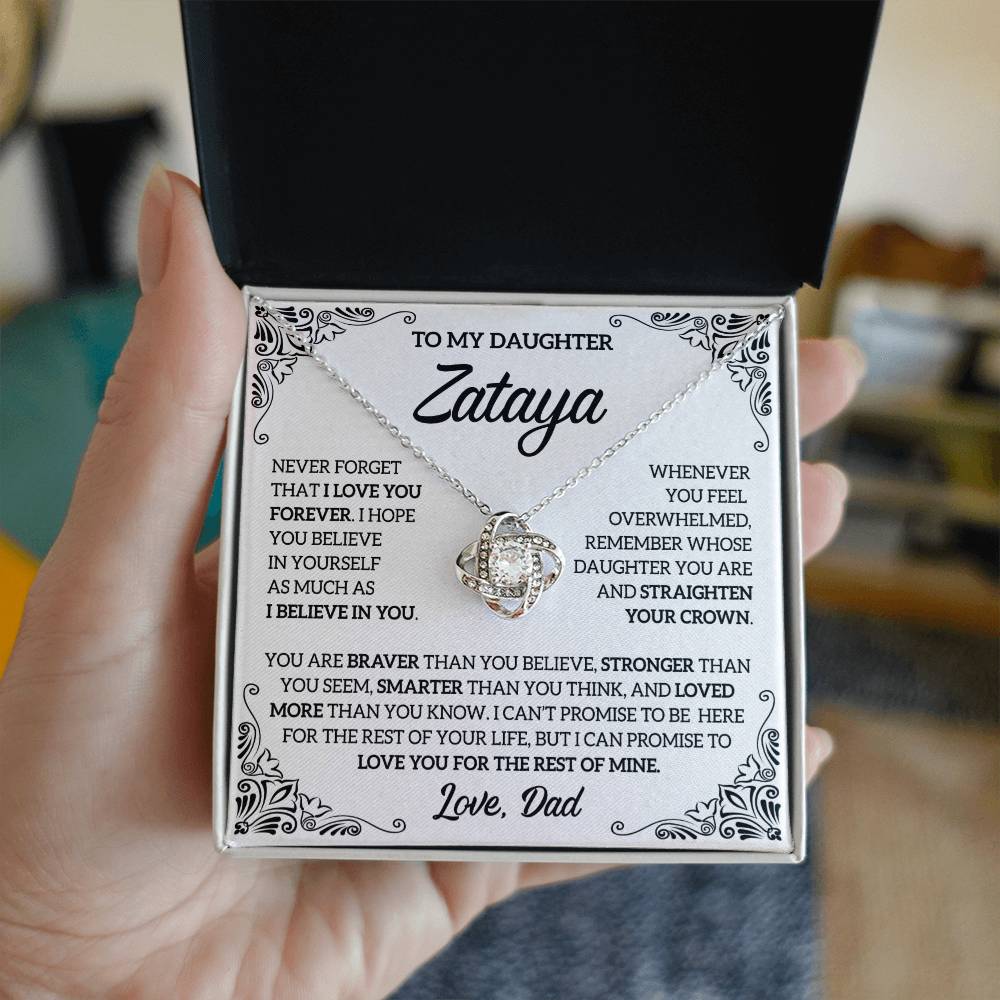 TO MY DAUGHTER
Zataya
NEVER FORGET
THAT I LOVE YOU
FOREVER. I HOPE
YOU BELIEVE
IN YOURSELF
AS MUCH AS
I BELIEVE IN YOU.
WHENEVER
YOU FEEL
OVERWHELMED,
REMEMBER WHOSE
DAUGHTER YOU ARE
AND STRAIGHTEN
YOUR CROWN.
YOU ARE BRAVER THAN YOU BELIEVE, STRONGER THAN
YOU SEEM, SMARTER THAN YOU THINK, AND LOVED
MORE THAN YOU KNOW. I CAN'T PROMISE TO BE HERE
FOR THE REST OF YOUR LIFE, BUT I CAN PROMISE TO
LOVE YOU FOR THE REST OF MINE.
Love, Dad